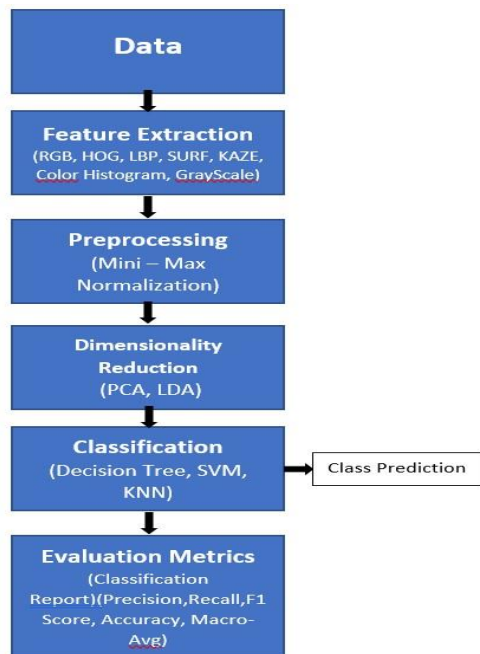 Data
Feature Extraction
(RGB, HOG, LBP, SURF, KAZE,
Color Histogram, GrayScale)
Preprocessing
(Mini – Max
Normalization)
Dimensionality
Reduction
(PCA, LDA)
Classification
(Decision Tree, SVM,
KNN)
Class Prediction
Evaluation Metrics
(Classification
Report)(Precision,Recall,F1
Score, Accuracy, Macro-
Avg)